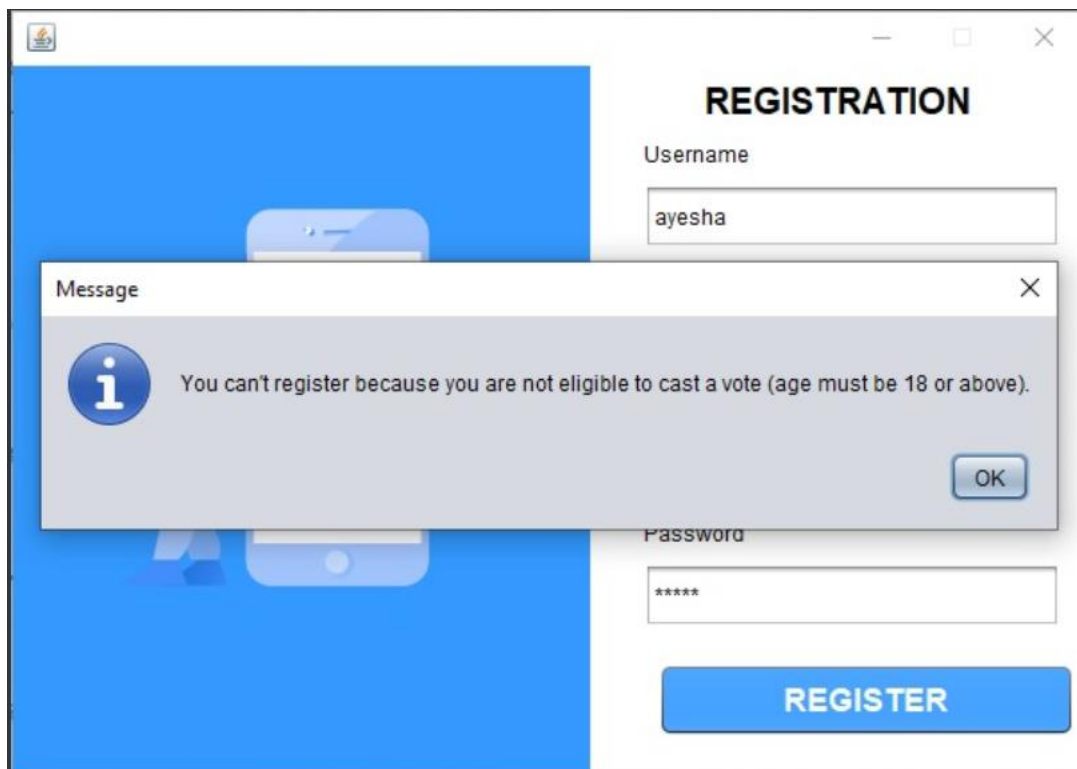 REGISTRATION
Username
ayesha
Message
You can't register because you are not eligible to cast a vote (age must be 18 or above).
OK
Password
*****
REGISTER